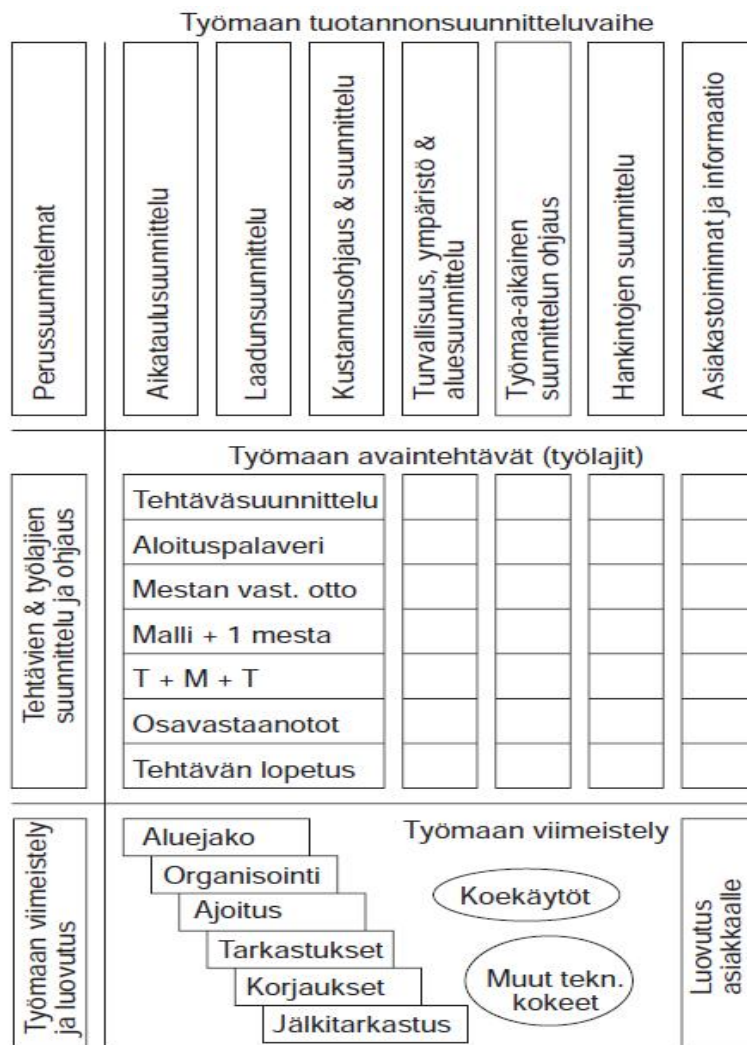 Työmaan tuotannonsuunnitteluvaihe
Perussuunnitelmat
Aikataulusuunnittelu
Laadunsuunnittelu
Kustannusohjaus & suunnittelu
Turvallisuus, ympäristö &
aluesuunnittelu
Työmaa-aikainen
suunnittelun ohjaus
Hankintojen suunnittelu
Asiakastoiminnat ja informaatio
Tehtävien & työlajien
suunnittelu ja ohjaus
Työmaan avaintehtävät (työlajit)
Tehtäväsuunnittelu
Aloituspalaveri
Mestan vast. otto
Malli + 1 mesta
T + M + T
Osavastaanotot
Tehtävän lopetus
Työmaan viimeistely
ja luovutus
Aluejako
Organisointi
Ajoitus
Tarkastukset
Korjaukset
Jälkitarkastus
Työmaan viimeistely
Koekäytöt
Muut tekn.
kokeet
Luovutus
asiakkaalle